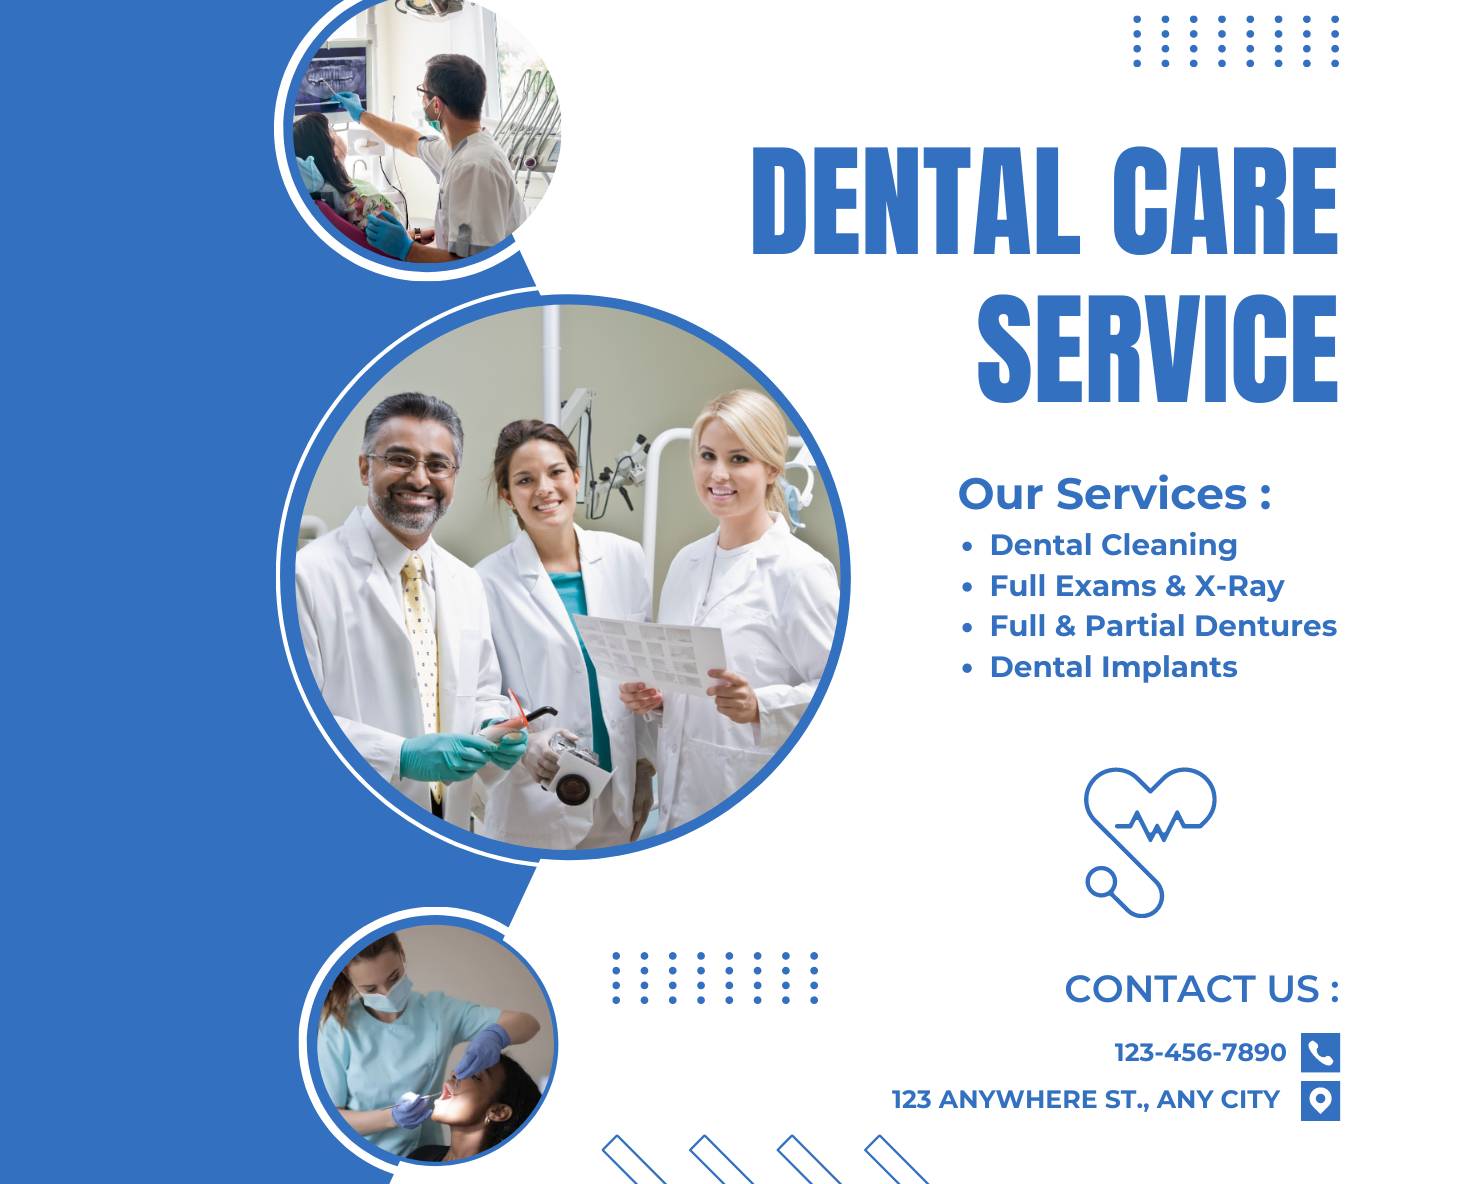 DENTAL CARE
SERVICE
Our Services :
• Dental Cleaning
• Full Exams & X-Ray
• Full & Partial Dentures
• Dental Implants
CONTACT US :
123-456-7890
123 ANYWHERE ST., ANY CITY